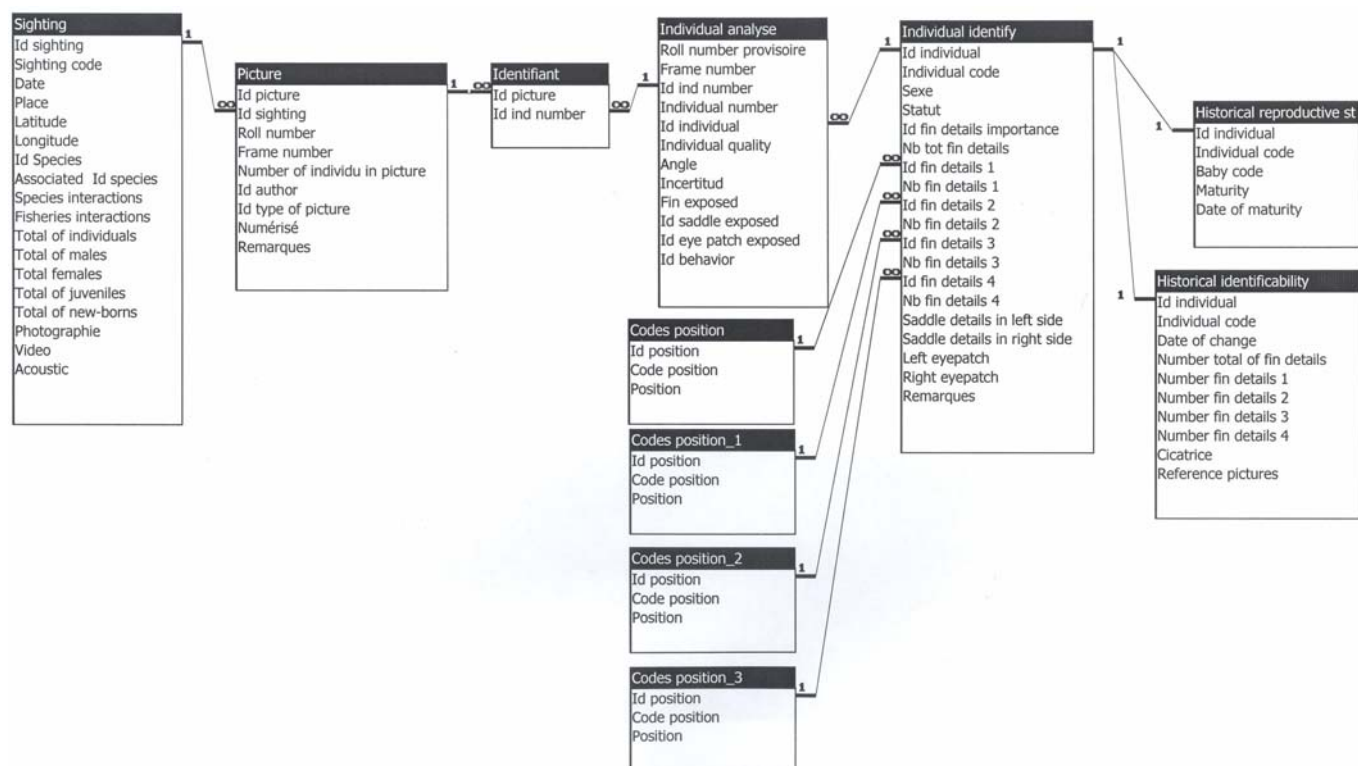 Sighting
Id sighting
Sighting code
Date
Place
Latitude
Longitude
Id Species
Associated Id species
Species interactions
Fisheries interactions
Total of individuals
Total of males
Total females
Total of juveniles
Total of new-borns
Photographie
Video
Acoustic
1
∞
Picture
Id picture
Id sighting
Roll number
Frame number
Number of individu in picture
Id author
Id type of picture
Numérisé
Remarques
1
∞
Identifiant
Id picture
Id ind number
∞
1
Individual analyse
Roll number provisoire
Frame number
Id ind number
Individual number
Id individual
Individual quality
Angle
Incertitud
Fin exposed
Id saddle exposed
Id eye patch exposed
Id behavior
∞
1
Individual identify
Id individual
Individual code
Sexe
Statut
Id fin details importance
Nb tot fin details
Id fin details 1
Nb fin details 1
Id fin details 2
Nb fin details 2
Id fin details 3
Nb fin details 3
Id fin details 4
Nb fin details 4
Saddle details in left side
Saddle details in right side
Left eyepatch
Right eyepatch
Remarques
∞
∞
∞
∞
1
1
1
Historical reproductive st
Id individual
Individual code
Baby code
Maturity
Date of maturity
Historical identificability
Id individual
Individual code
Date of change
Number total of fin details
Number fin details 1
Number fin details 2
Number fin details 3
Number fin details 4
Cicatrice
Reference pictures
Codes position
Id position
Code position
Position
1
Codes position_1
Id position
Code position
Position
1
Codes position_2
Id position
Code position
Position
1
Codes position_3
Id position
Code position
Position
1